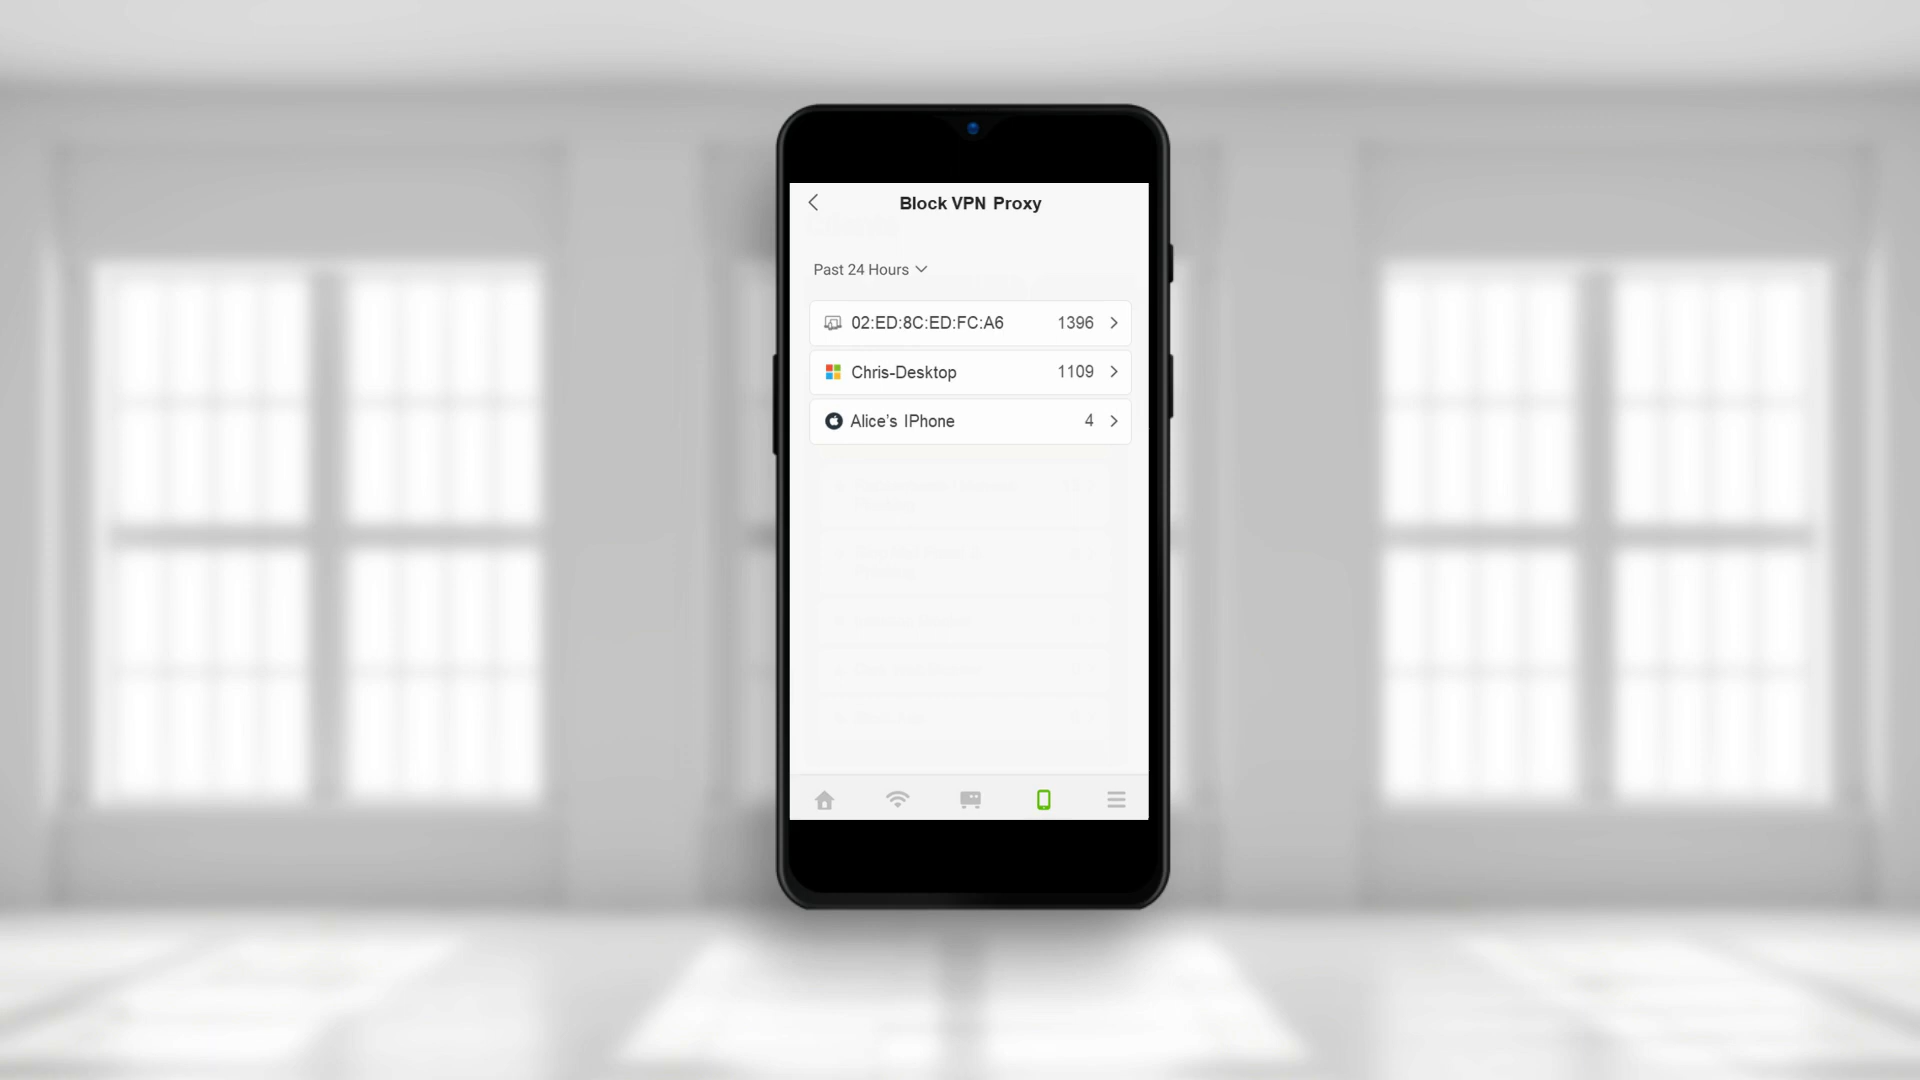 Block VPN Proxy
Past 24 Hours
02:ED:8C:ED:FC:A6 1396
Chris-Desktop 1109
Alice’s IPhone 4